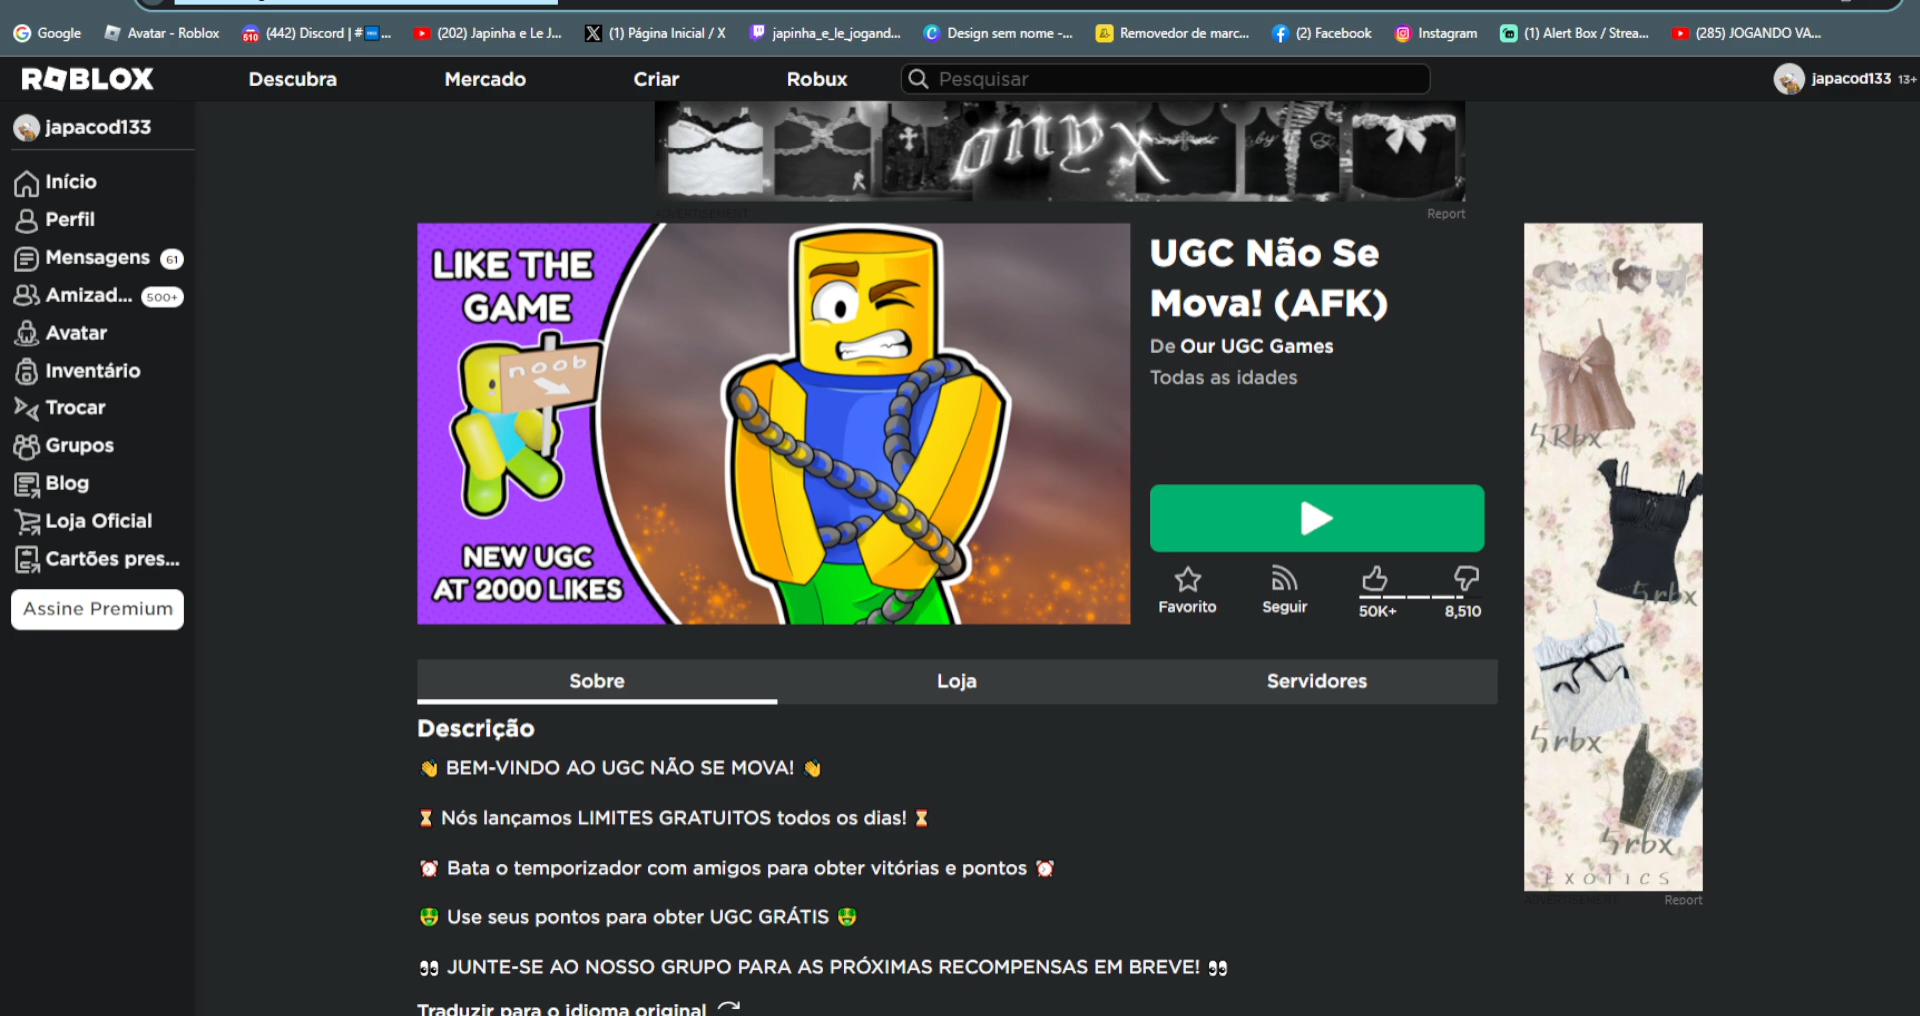 Google
Avatar - Roblox
510
(442) Discord | # ...
(202) Japinha e Le J...
(1) Página Inicial / X
japinha_e_le_jogand...
Design sem nome -...
Removedor de marc...
(2) Facebook
Instagram
(1) Alert Box / Strea...
(285) JOGANDO VA...
ROBLOX
Descubra
Mercado
Criar
Robux
Pesquisar
japacod133 13+
japacod133
Início
Perfil
Mensagens 61
Amizad... 500+
Avatar
Inventário
Trocar
Grupos
Blog
Loja Oficial
Cartões pres...
Assine Premium
onyx
ADVERTISEMENT
Report
LIKE THE
GAME
noob
NEW UGC
AT 2000 LIKES
UGC Não Se
Mova! (AFK)
De Our UGC Games
Todas as idades
Favorito
Seguir
50K+
8,510
5Rbx
5rbx
5rbx
5rbx
EXOTICS
ADVERTISEMENT
Report
Sobre
Loja
Servidores
Descrição
👋 BEM-VINDO AO UGC NÃO SE MOVA! 👋
⏳ Nós lançamos LIMITES GRATUITOS todos os dias! ⏳
⏰ Bata o temporizador com amigos para obter vitórias e pontos ⏰
🤑 Use seus pontos para obter UGC GRÁTIS 🤑
👀 JUNTE-SE AO NOSSO GRUPO PARA AS PRÓXIMAS RECOMPENSAS EM BREVE! 👀
Traduzir para o idioma original